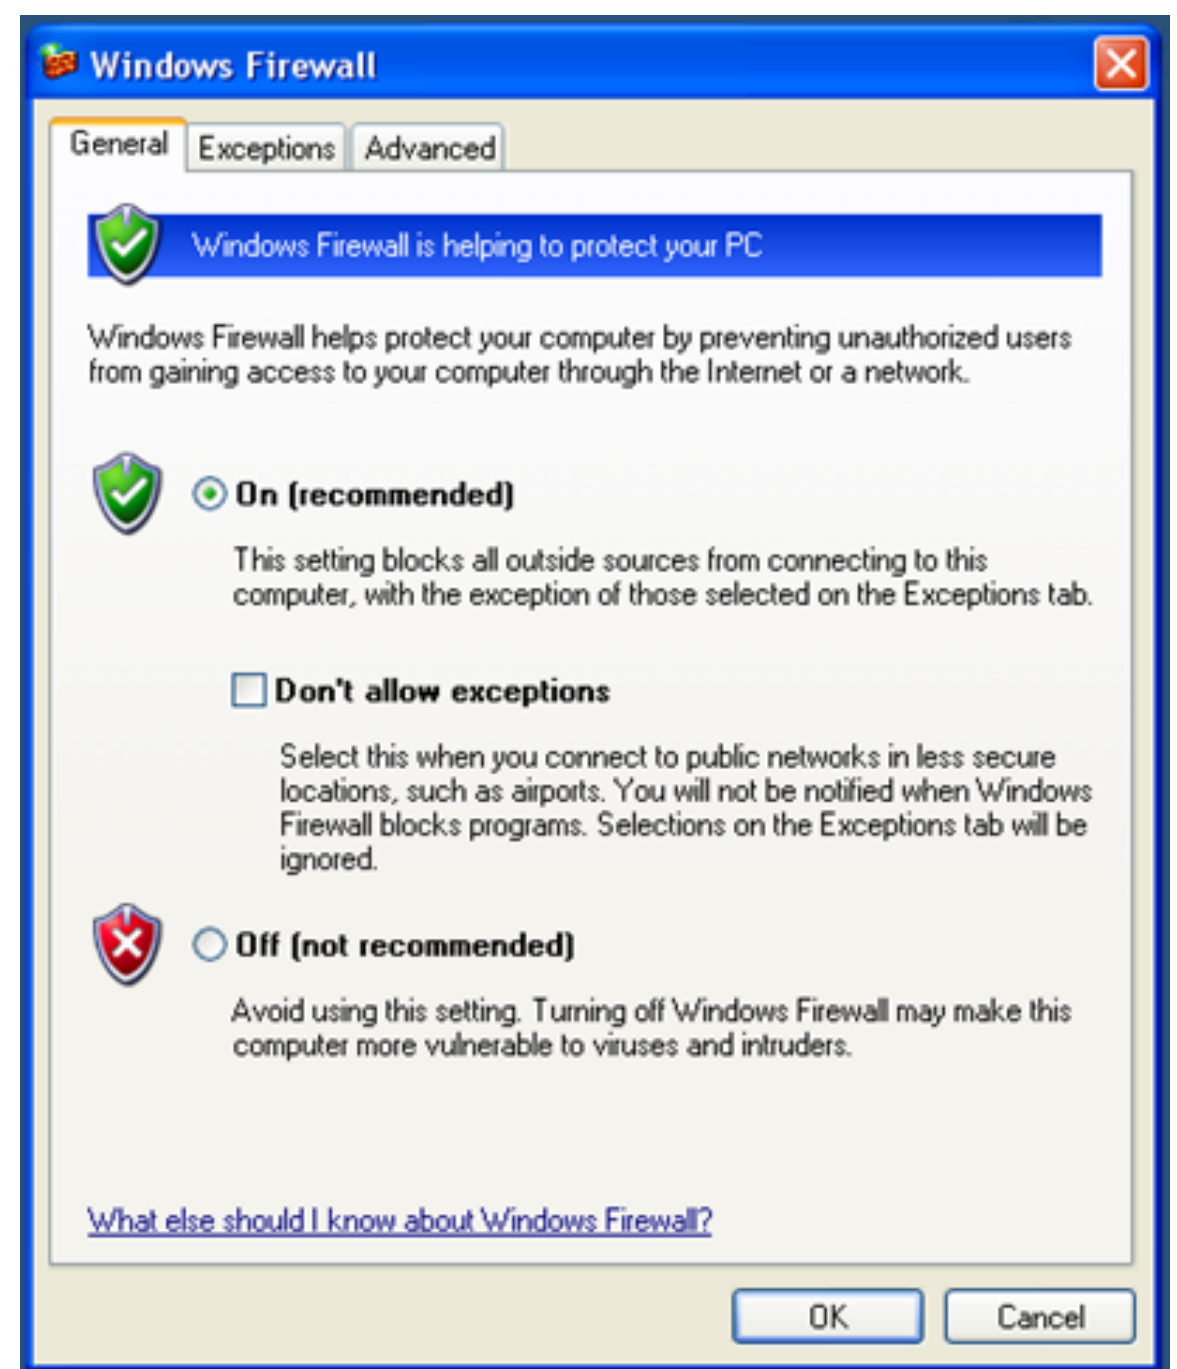 Windows Firewall
General Exceptions Advanced
Windows Firewall is helping to protect your PC
Windows Firewall helps protect your computer by preventing unauthorized users
from gaining access to your computer through the Internet or a network.
On (recommended)
This setting blocks all outside sources from connecting to this
computer, with the exception of those selected on the Exceptions tab.
Don't allow exceptions
Select this when you connect to public networks in less secure
locations, such as airports. You will not be notified when Windows
Firewall blocks programs. Selections on the Exceptions tab will be
ignored.
Off (not recommended)
Avoid using this setting. Turning off Windows Firewall may make this
computer more vulnerable to viruses and intruders.
What else should I know about Windows Firewall?
OK Cancel